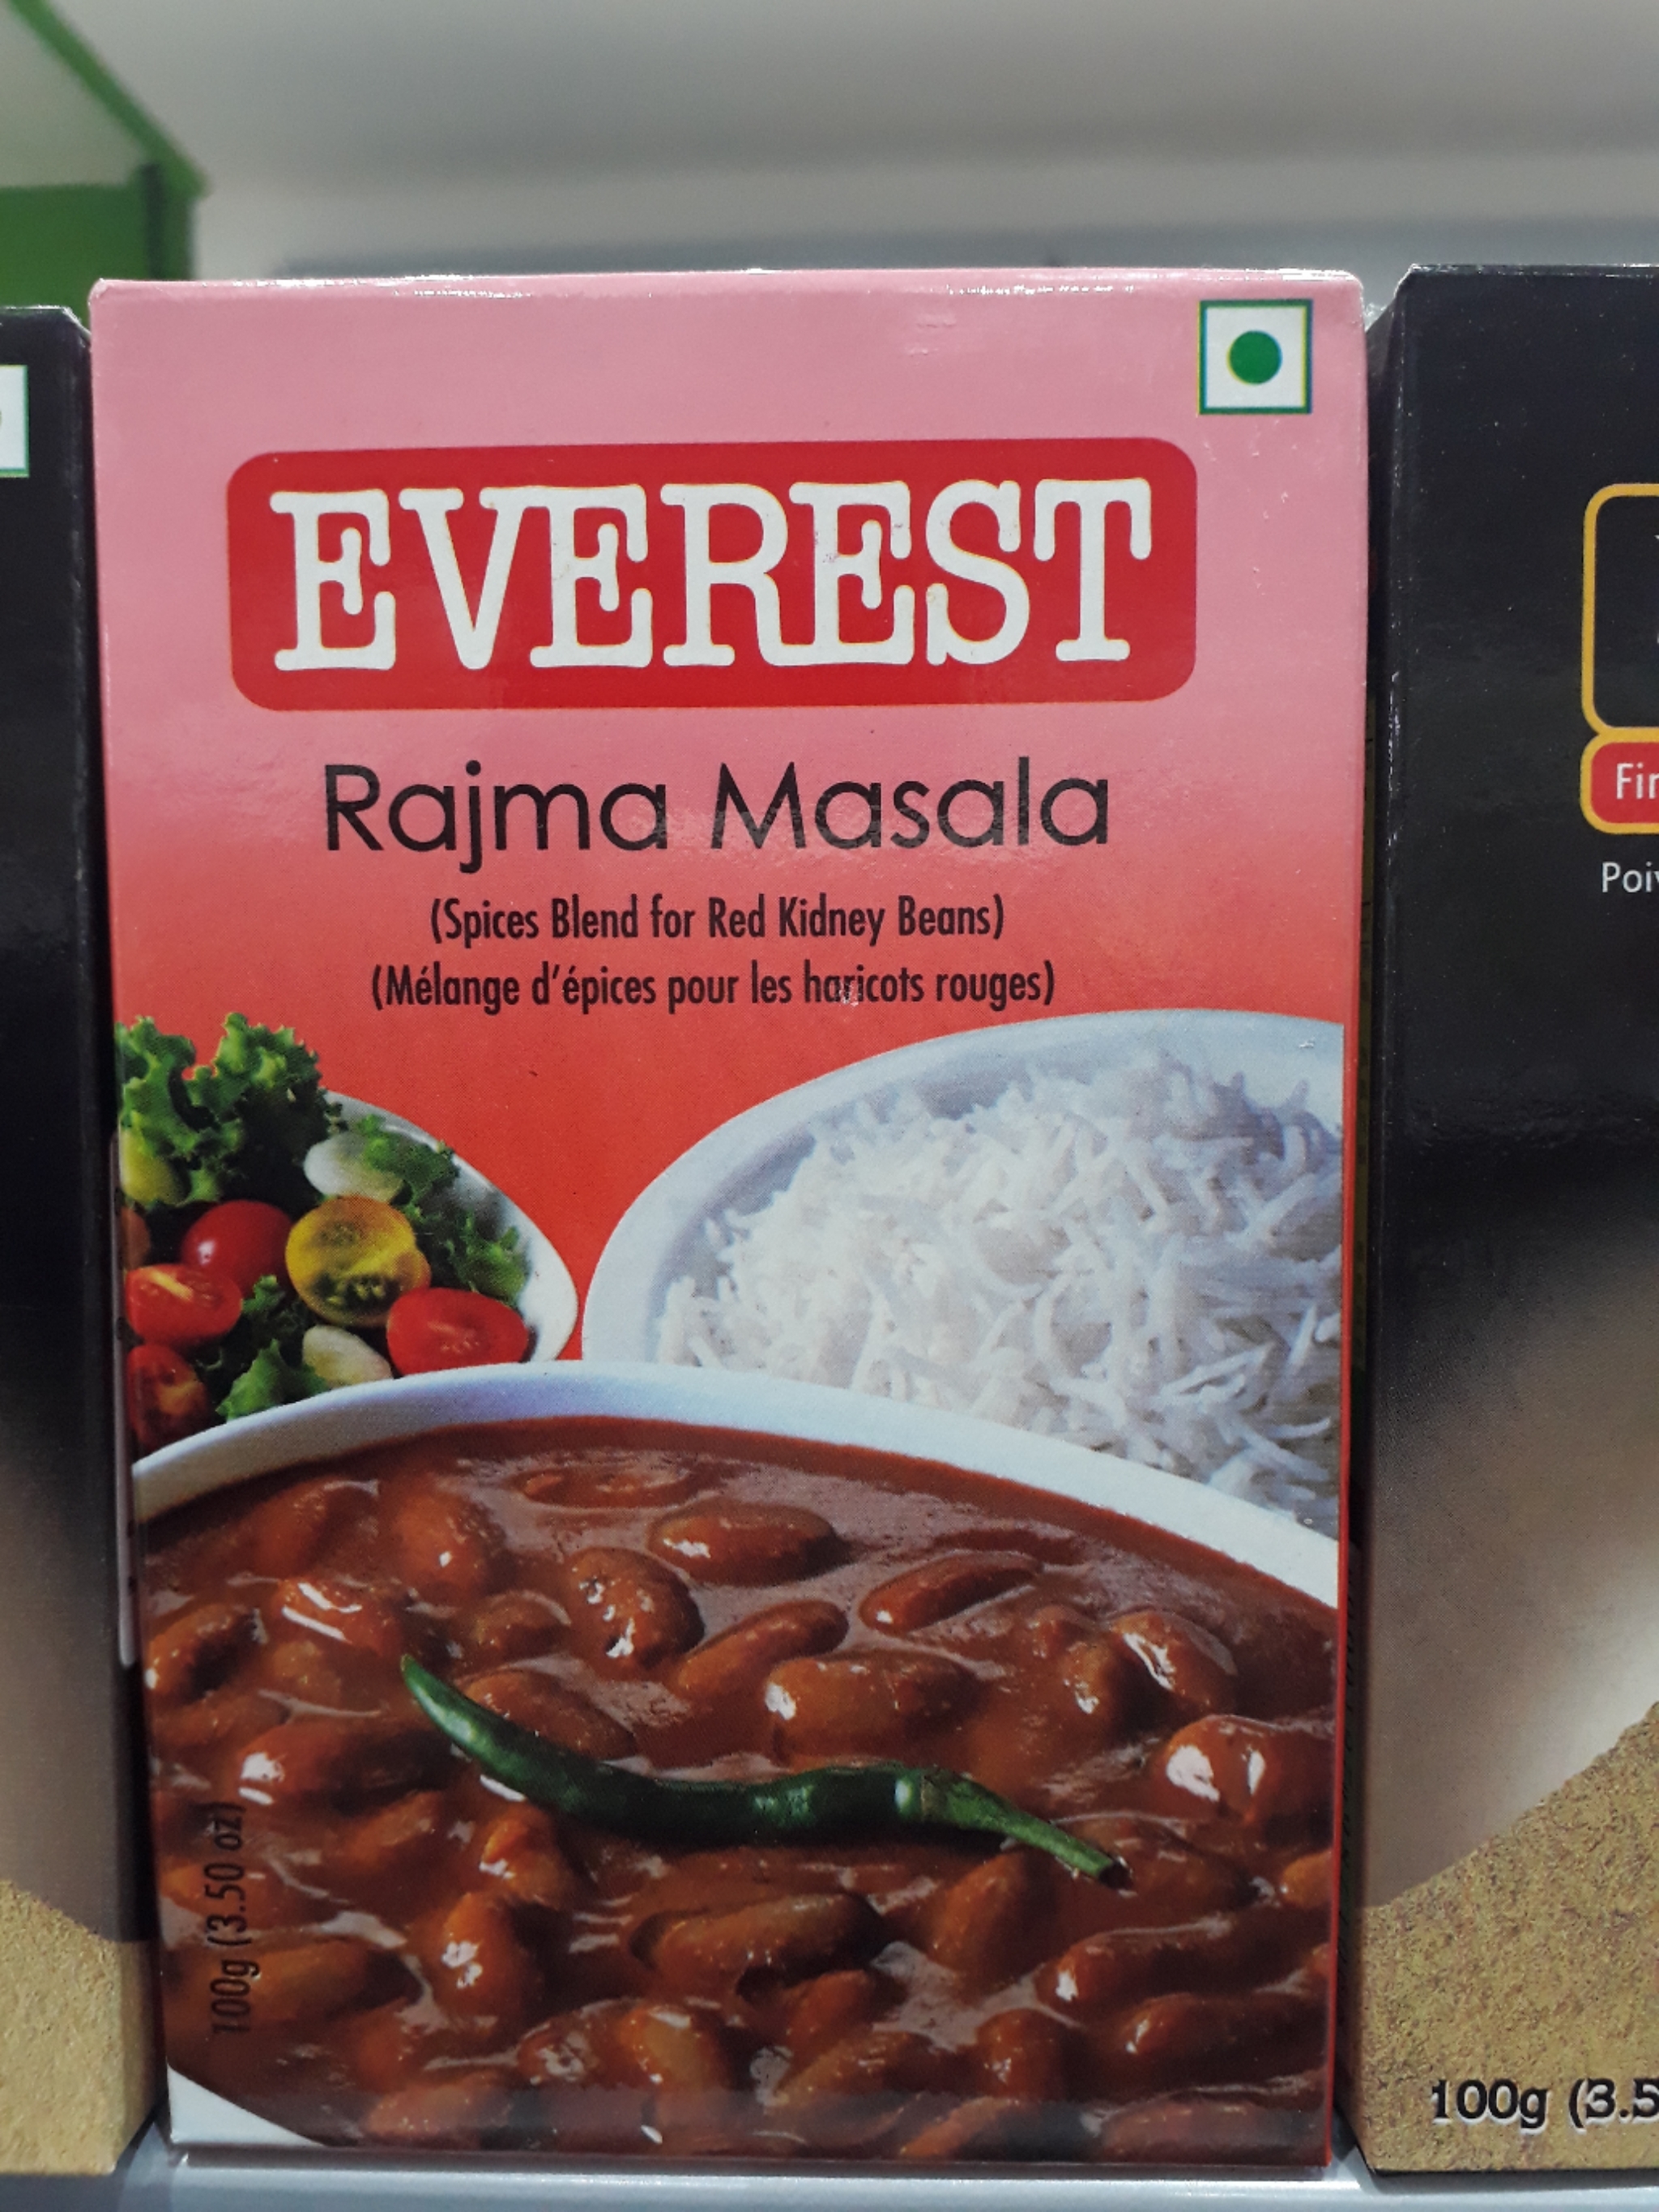 EVEREST
Rajma Masala
(Spices Blend for Red Kidney Beans)
(Mélange d'épices pour les haricots rouges)
100g (3.50 oz)
100g